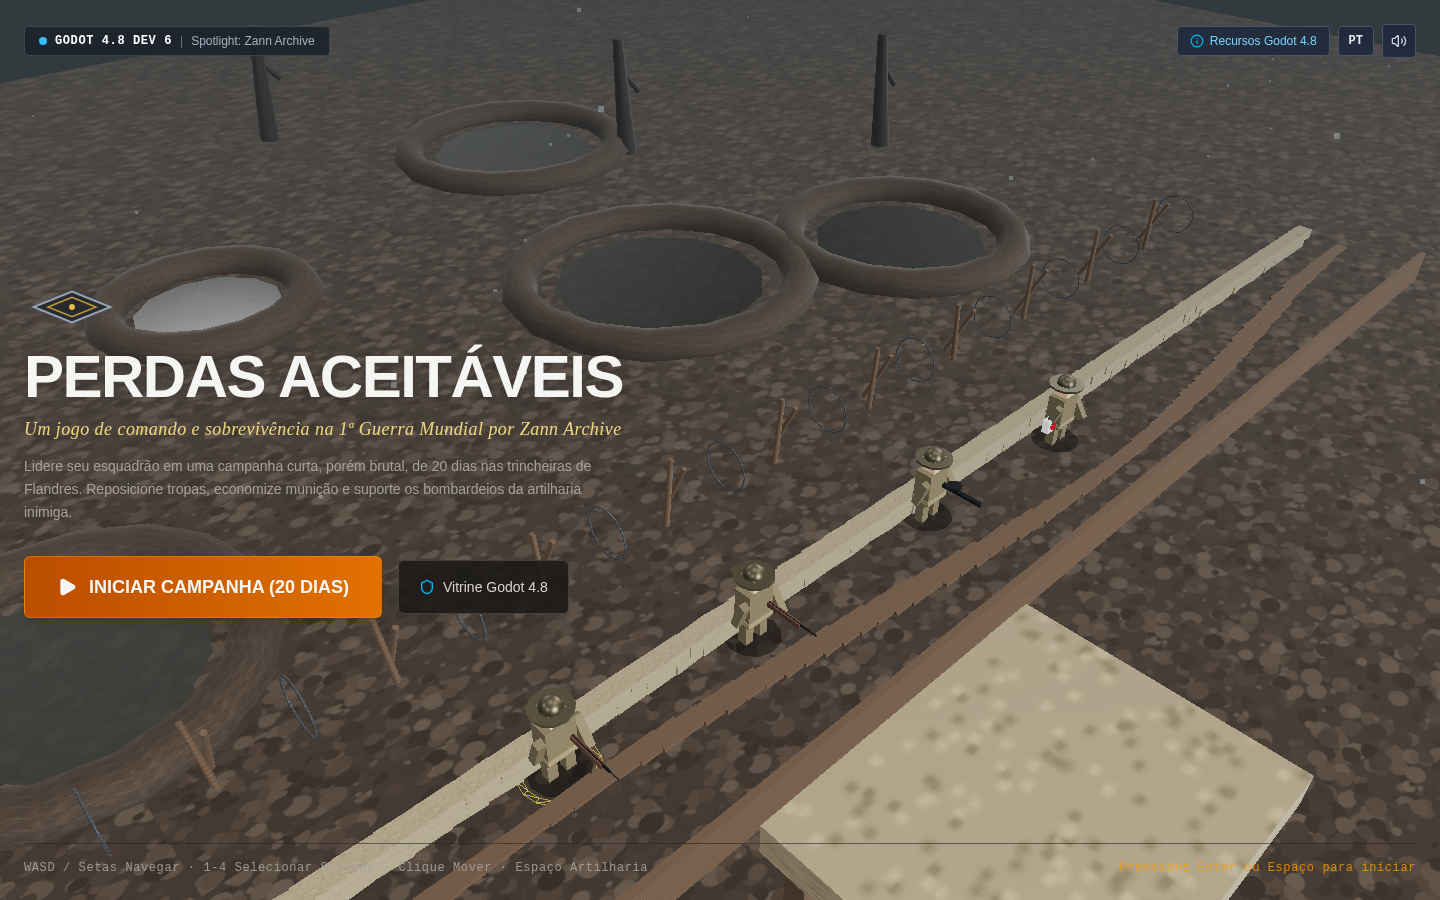 GODOT 4.8 DEV 6 | Spotlight: Zann Archive
Recursos Godot 4.8
PT
PERDAS ACEITÁVEIS
Um jogo de comando e sobrevivência na 1ª Guerra Mundial por Zann Archive
Lidere seu esquadrão em uma campanha curta, porém brutal, de 20 dias nas trincheiras de
Flandres. Reposicione tropas, economize munição e suporte os bombardeios da artilharia
inimiga.
INICIAR CAMPANHA (20 DIAS)
Vitrine Godot 4.8
WASD / Setas Navegar · 1-4 Selecionar Clique Mover · Espaço Artilharia
Pressione Enter ou Espaço para iniciar